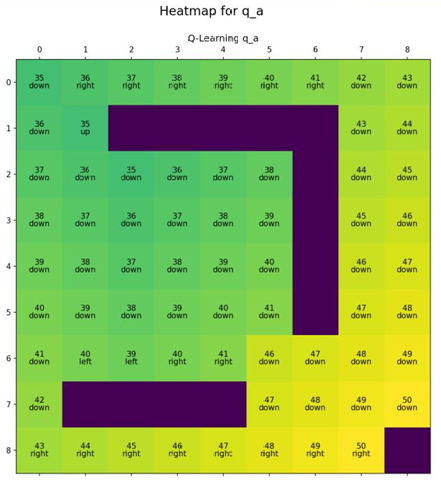 Heatmap for q_a
Q-Learning q_a
0 1 2 3 4 5 6 7 8
0 35 36 37 38 39 40 41 42 43
down right right right right right right down down
1 36 35 43 44
down up down down
2 37 36 35 36 37 38 44 45
down down down down down down down down
3 38 37 36 37 38 39 45 46
down down down down down down down down
4 39 38 37 38 39 40 46 47
down down down down down down down down
5 40 39 38 39 40 41 47 48
down down down down down down down down
6 41 40 39 40 41 46 47 48 49
down left left right right down down down down
7 42 47 48 49 50
down down down down down
8 43 44 45 46 47 48 49 50
right right right right right right right right